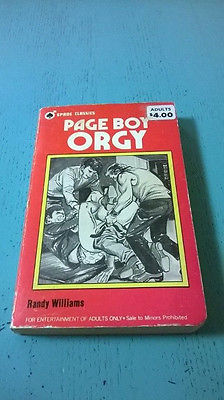 SPADE CLASSICS
ADULTS
$4.00
PAGE BOY
ORGY
Randy Williams
FOR ENTERTAINMENT OF ADULTS ONLY • Sale to Minors Prohibited